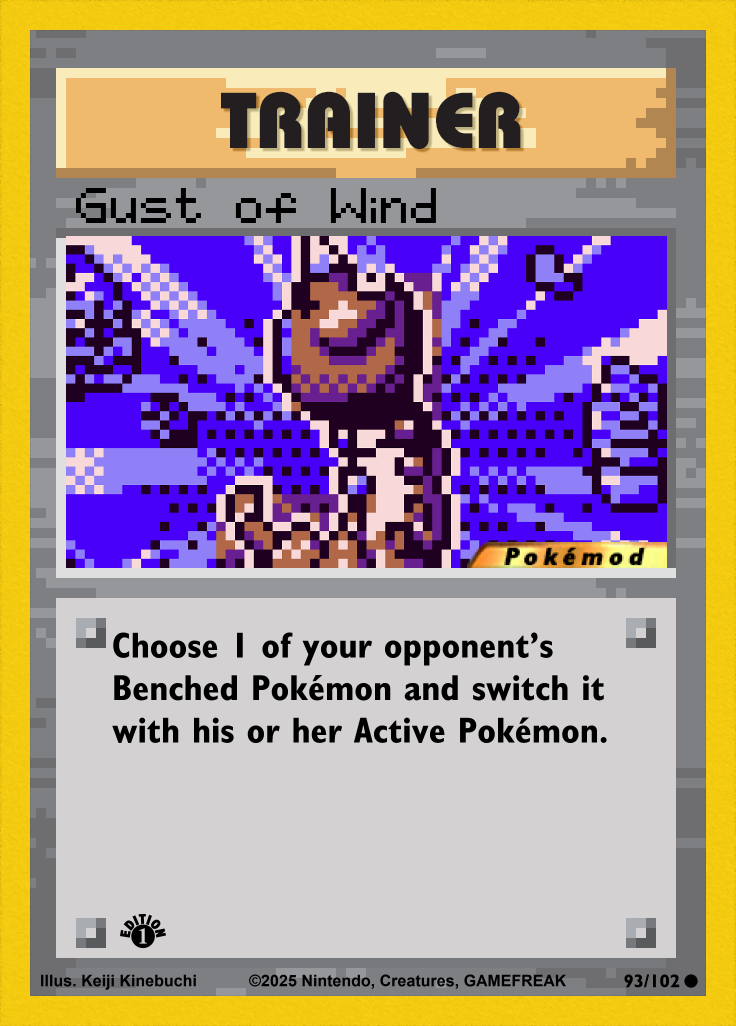 TRAINER
Gust of Wind
Pokémod
Choose 1 of your opponent's
Benched Pokémon and switch it
with his or her Active Pokémon.
EDITION
1
Illus. Keiji Kinebuchi ©2025 Nintendo, Creatures, GAMEFREAK 93/102 ●